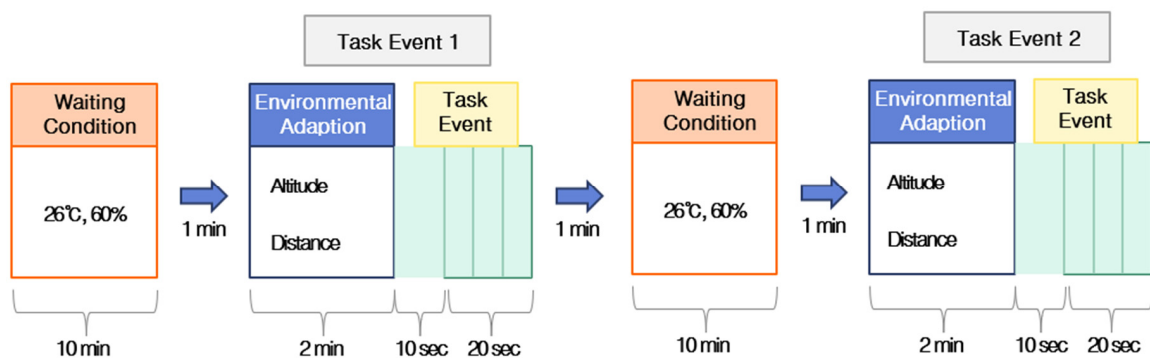 Task Event 1
Task Event 2
Waiting
Condition
Environmental
Adaption
Task
Event
Waiting
Condition
Environmental
Adaption
Task
Event
26℃, 60%
1 min
Altitude
Distance
1 min
26℃, 60%
1 min
Altitude
Distance
10 min
2 min
10 sec
20 sec
10 min
2 min
10 sec
20 sec